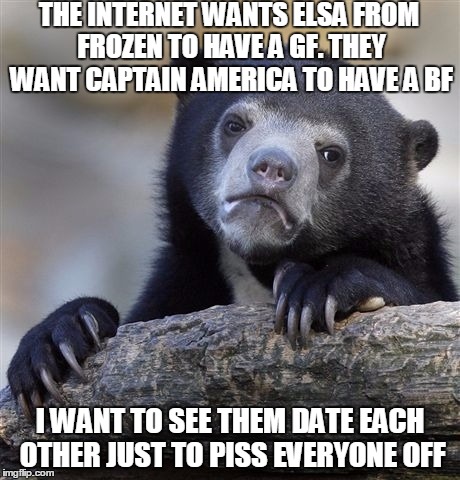 THE INTERNET WANTS ELSA FROM
FROZEN TO HAVE A GF. THEY
WANT CAPTAIN AMERICA TO HAVE A BF
I WANT TO SEE THEM DATE EACH
OTHER JUST TO PISS EVERYONE OFF
imgflip.com